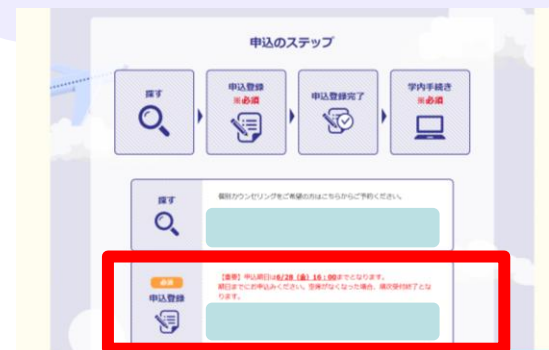 申込のステップ
探す
申込登録
※必須
申込登録完了
学内手続き
※必須
探す
個別カウンセリングをご希望の方はこちらからご予約ください。
必須
申込登録
【重要】申込期日は6/28（金）16：00までとなります。
期日までにお申込みください。空席がなくなった場合、順次受付終了とな
ります。